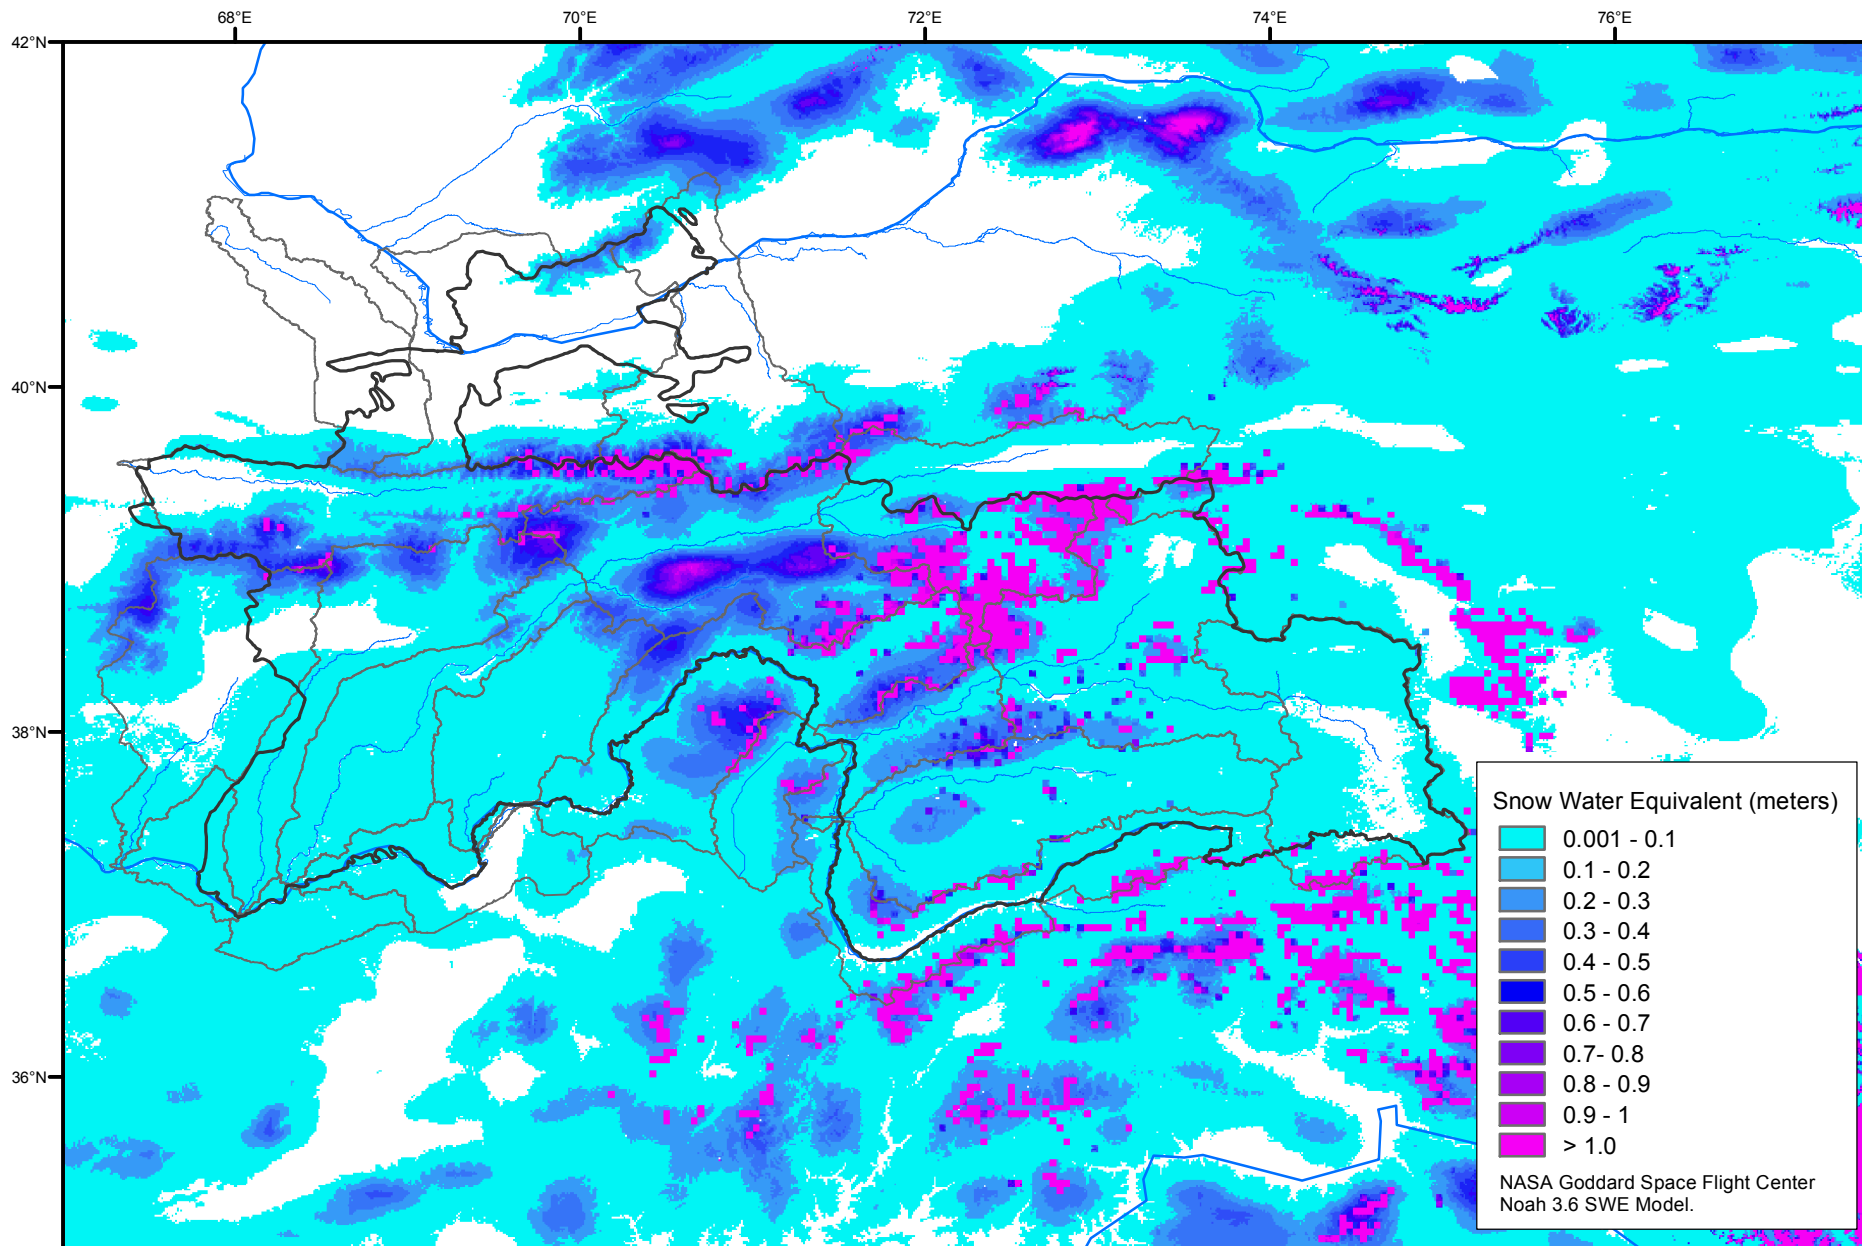 68°E
70°E
72°E
74°E
76°E
42°N
40°N
38°N
36°N
Snow Water Equivalent (meters)
0.001 - 0.1
0.1 - 0.2
0.2 - 0.3
0.3 - 0.4
0.4 - 0.5
0.5 - 0.6
0.6 - 0.7
0.7- 0.8
0.8 - 0.9
0.9 - 1
> 1.0
NASA Goddard Space Flight Center
Noah 3.6 SWE Model.